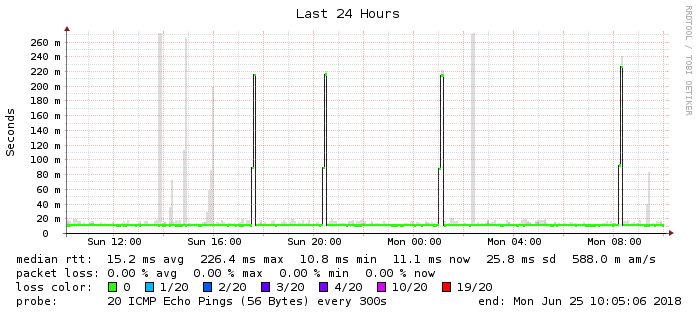 Last 24 Hours
RRDTOOL / TOBI OETIKER
Seconds
260 m
240 m
220 m
200 m
180 m
160 m
140 m
120 m
100 m
80 m
60 m
40 m
20 m
0
Sun 12:00 Sun 16:00 Sun 20:00 Mon 00:00 Mon 04:00 Mon 08:00
median rtt: 15.2 ms avg 226.4 ms max 10.8 ms min 11.1 ms now 25.8 ms sd 588.0 m am/s
packet loss: 0.00 % avg 0.00 % max 0.00 % min 0.00 % now
loss color: 0 1/20 2/20 3/20 4/20 10/20 19/20
probe: 20 ICMP Echo Pings (56 Bytes) every 300s end: Mon Jun 25 10:05:06 2018